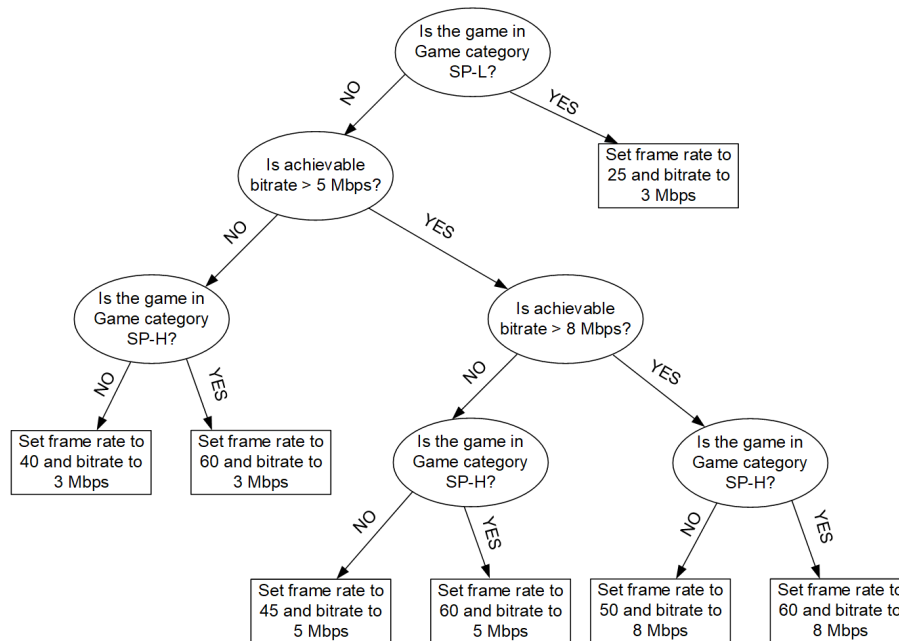 Is the game in
Game category
SP-L?
NO
YES
Is achievable
bitrate > 5 Mbps?
Set frame rate to
25 and bitrate to
3 Mbps
NO
YES
Is the game in
Game category
SP-H?
Is achievable
bitrate > 8 Mbps?
NO
YES
NO
YES
Set frame rate to
40 and bitrate to
3 Mbps
Set frame rate to
60 and bitrate to
3 Mbps
Is the game in
Game category
SP-H?
Is the game in
Game category
SP-H?
NO
YES
NO
YES
Set frame rate to
45 and bitrate to
5 Mbps
Set frame rate to
60 and bitrate to
5 Mbps
Set frame rate to
50 and bitrate to
8 Mbps
Set frame rate to
60 and bitrate to
8 Mbps